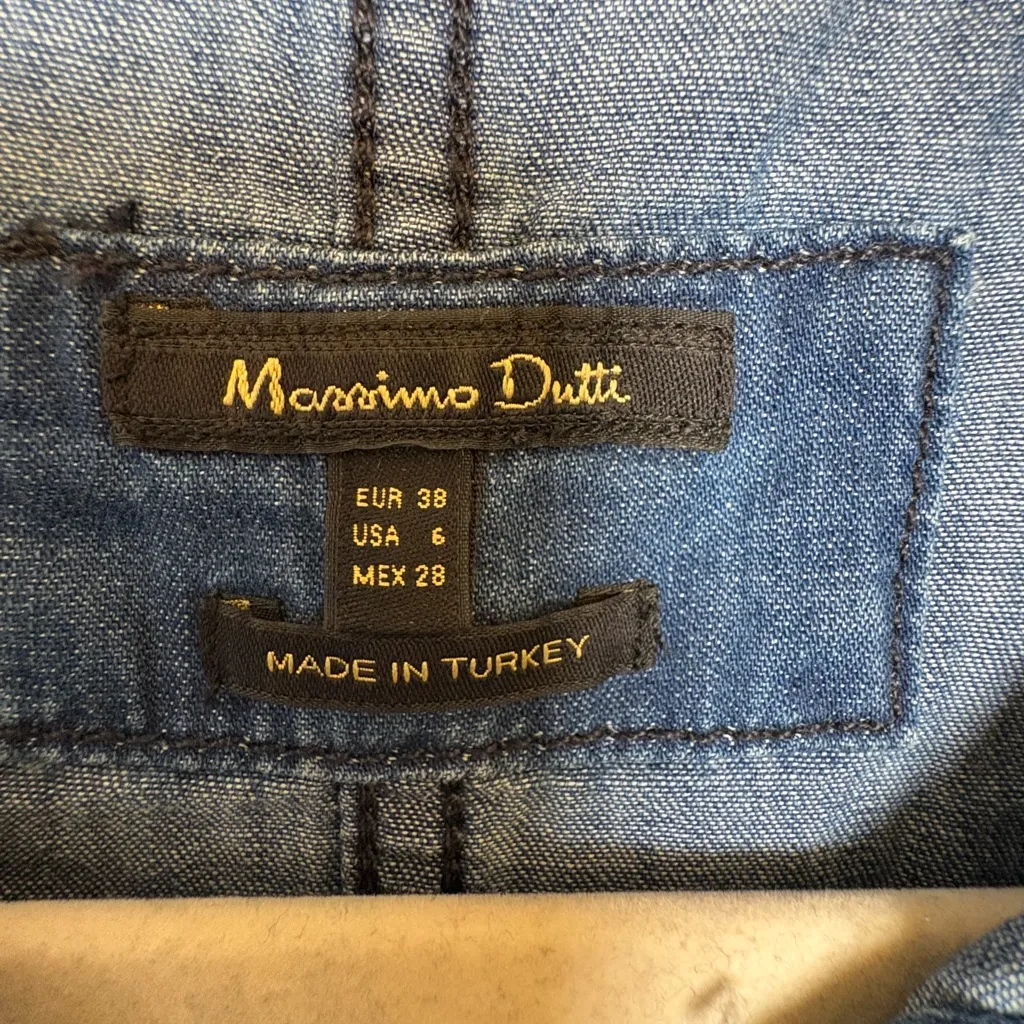 Massimo Dutti
EUR 38
USA 6
MEX 28
MADE IN TURKEY